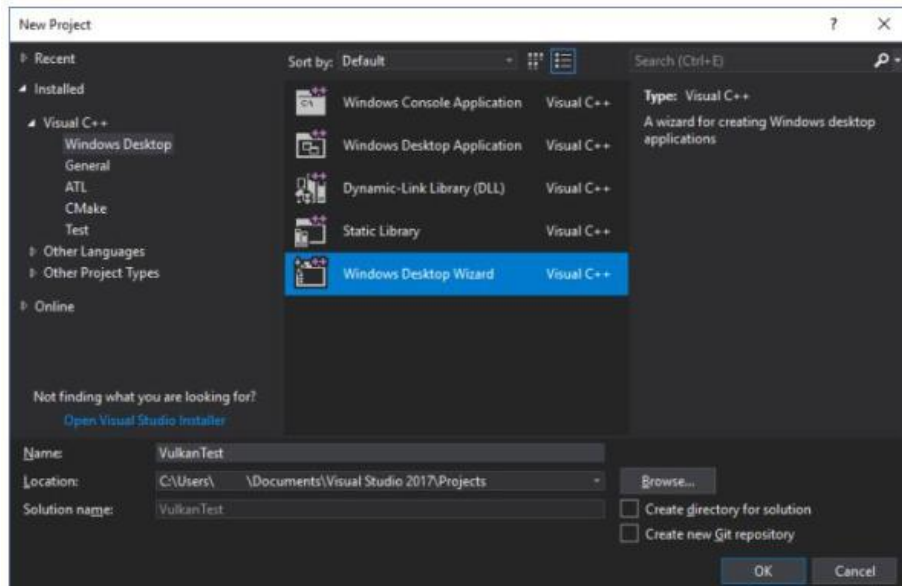 New Project
?
Recent
Installed
Visual C++
Windows Desktop
General
ATL
CMake
Test
Other Languages
Other Project Types
Online
Not finding what you are looking for?
Open Visual Studio Installer
Sort by: Default
Windows Console Application Visual C++
Windows Desktop Application Visual C++
Dynamic-Link Library (DLL) Visual C++
Static Library Visual C++
Windows Desktop Wizard Visual C++
Search (Ctrl+E)
Type: Visual C++
A wizard for creating Windows desktop
applications
Name: VulkanTest
Location: C:\Users\ \Documents\Visual Studio 2017\Projects
Browse...
Solution name: VulkanTest
Create directory for solution
Create new Git repository
OK Cancel